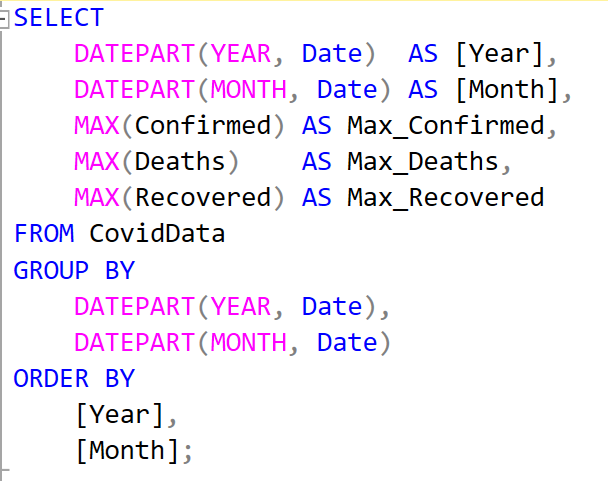 SELECT
    DATEPART(YEAR, Date)  AS [Year],
    DATEPART(MONTH, Date) AS [Month],
    MAX(Confirmed) AS Max_Confirmed,
    MAX(Deaths)    AS Max_Deaths,
    MAX(Recovered) AS Max_Recovered
FROM CovidData
GROUP BY
    DATEPART(YEAR, Date),
    DATEPART(MONTH, Date)
ORDER BY
    [Year],
    [Month];